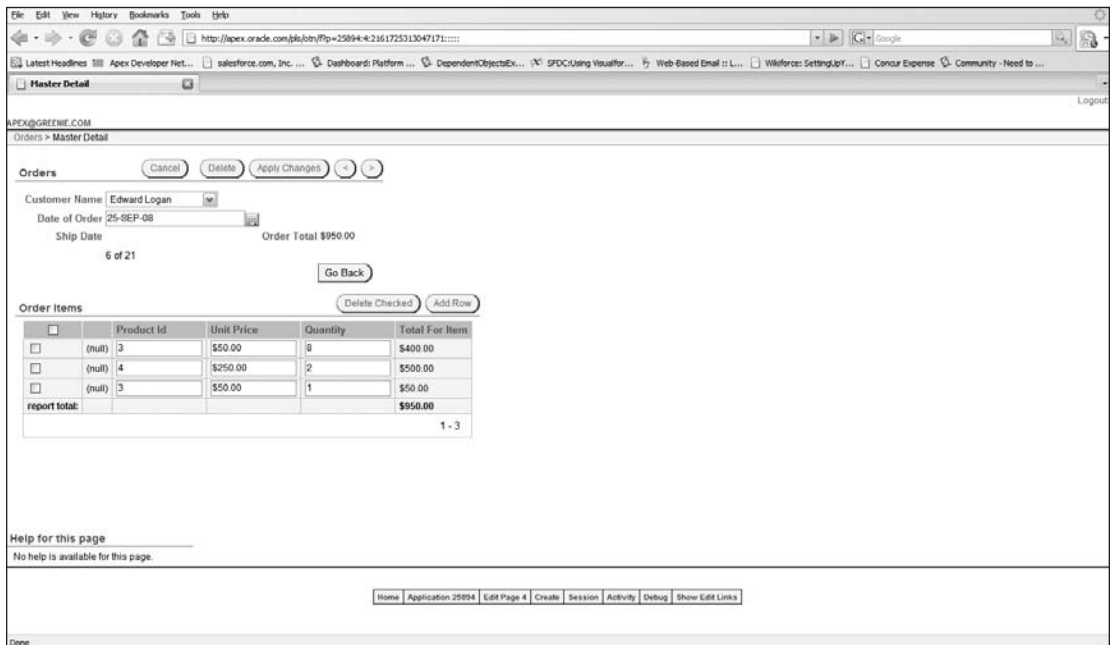 File Edit View History Bookmarks Tools Help
http://apex.oracle.com/pls/otn/f?p=25894:4:2161725313047171:::::
Google
Latest Headlines Apex Developer Net... salesforce.com, Inc. ... Dashboard: Platform ... DependentObjectsEx... SFDC:Using Visualfor... Web-Based Email :: L... Wikiforce: SettingUpY... Concur Expense Community - Need to ...
Master Detail
Logout
APEX@GREENIE.COM
Orders > Master Detail
Orders Cancel Delete Apply Changes < >
Customer Name Edward Logan
Date of Order 25-SEP-08
Ship Date Order Total $950.00
6 of 21
Go Back
Order Items Delete Checked Add Row
Product Id Unit Price Quantity Total For Item
(null) 3 $50.00 8 $400.00
(null) 4 $250.00 2 $500.00
(null) 3 $50.00 1 $50.00
report total: $950.00
1 - 3
Help for this page
No help is available for this page.
Home Application 25894 Edit Page 4 Create Session Activity Debug Show Edit Links
Done